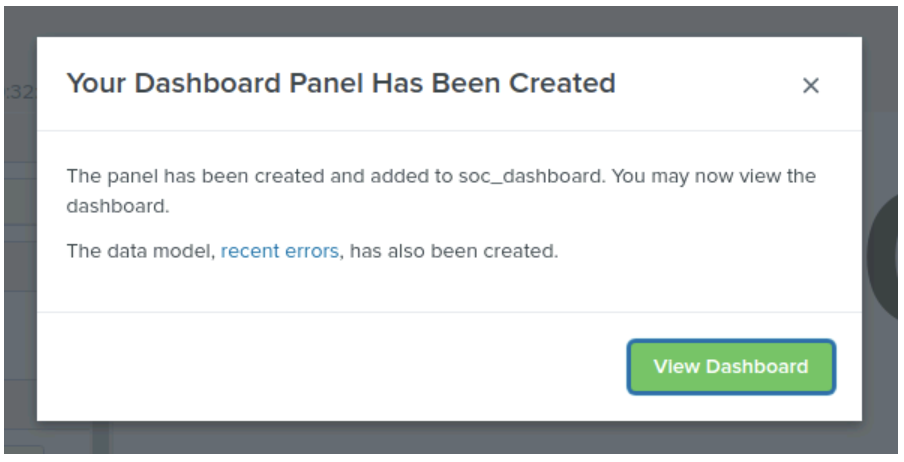 Your Dashboard Panel Has Been Created
:32
The panel has been created and added to soc_dashboard. You may now view the
dashboard.
The data model, recent errors, has also been created.
View Dashboard